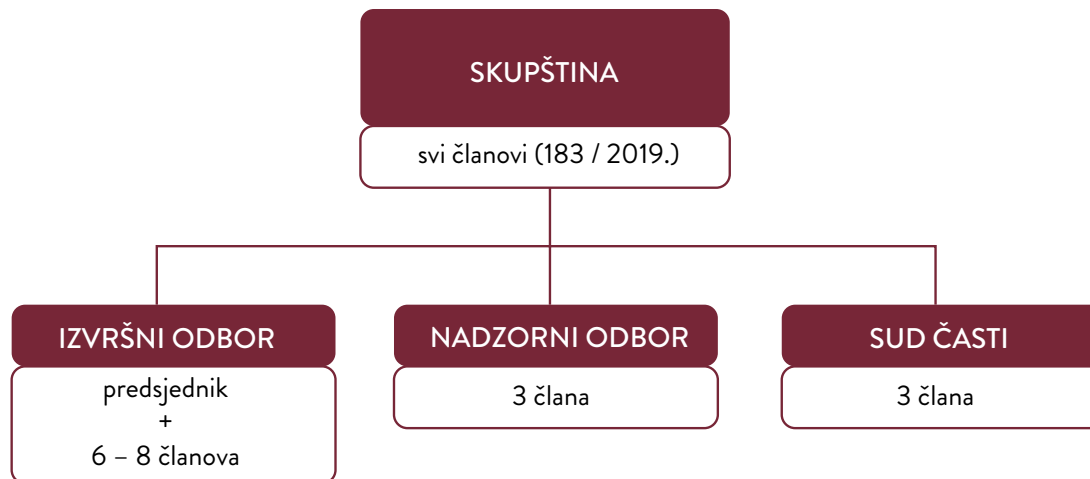 SKUPŠTINA
svi članovi (183 / 2019.)
IZVRŠNI ODBOR
predsjednik
+
6 – 8 članova
NADZORNI ODBOR
3 člana
SUD ČASTI
3 člana